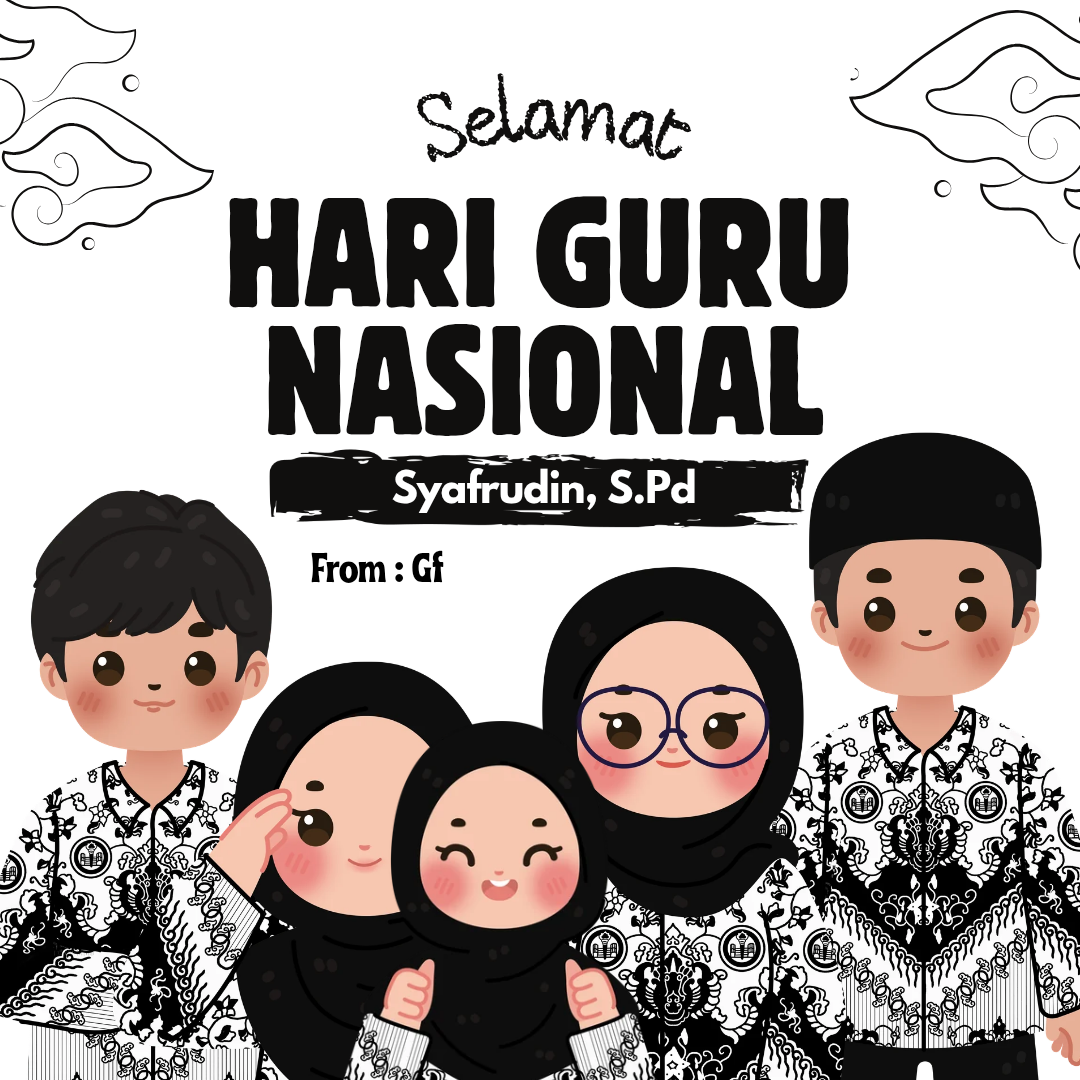 Selamat
HARI GURU
NASIONAL
Syafrudin, S.Pd
From : Gf